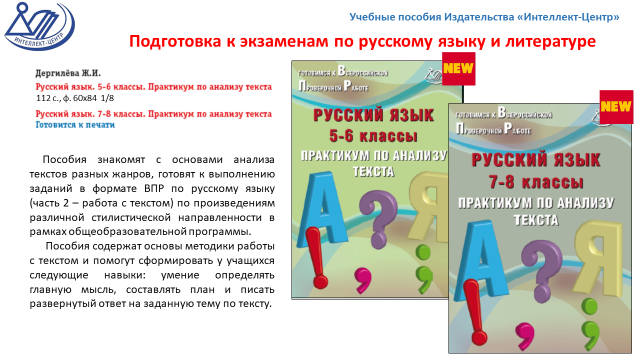 Учебные пособия Издательства «Интеллект-Центр»
ИНТЕЛЛЕКТ-ЦЕНТР
Подготовка к экзаменам по русскому языку и литературе
Дергилёва Ж.И.
Русский язык. 5-6 классы. Практикум по анализу текста
112 с., ф. 60х84 1/8
Русский язык. 7-8 классы. Практикум по анализу текста
Готовится к печати
Пособия знакомят с основами анализа
текстов разных жанров, готовят к выполнению
заданий в формате ВПР по русскому языку
(часть 2 – работа с текстом) по произведениям
различной стилистической направленности в
рамках общеобразовательной программы.
Пособия содержат основы методики работы
с текстом и помогут сформировать у учащихся
следующие навыки: умение определять
главную мысль, составлять план и писать
развернутый ответ на заданную тему по тексту.
NEW
ГОТОВИМСЯ К ВСЕРОССИЙСКОЙ
ПРОВЕРОЧНОЙ РАБОТЕ
РУССКИЙ ЯЗЫК
5-6 классы
ПРАКТИКУМ ПО АНАЛИЗУ
ТЕКСТА
А ? Я
! , ;
NEW
ГОТОВИМСЯ К ВСЕРОССИЙСКОЙ
ПРОВЕРОЧНОЙ РАБОТЕ
РУССКИЙ ЯЗЫК
7-8 классы
ПРАКТИКУМ ПО АНАЛИЗУ
ТЕКСТА
А ? Я
! , ;